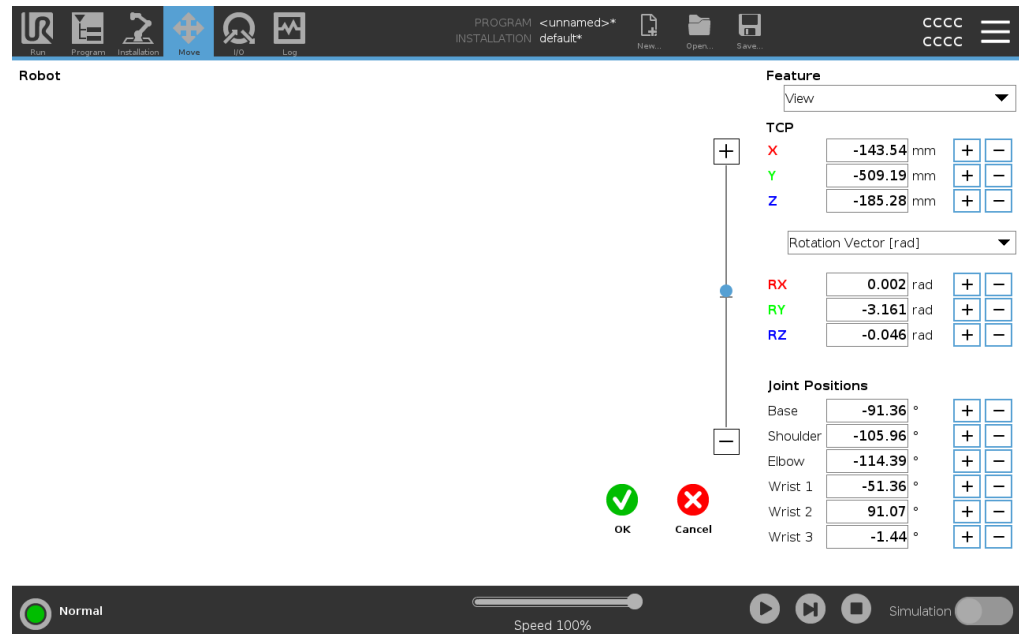 PROGRAM <unnamed>*
INSTALLATION default*
CCCC
CCCC
UR
Run
Program
Installation
Move
I/O
Log
New...
Open...
Save...
Robot
Feature
View
TCP
X -143.54 mm + −
Y -509.19 mm + −
Z -185.28 mm + −
Rotation Vector [rad]
RX 0.002 rad + −
RY -3.161 rad + −
RZ -0.046 rad + −
Joint Positions
Base -91.36 ° + −
Shoulder -105.96 ° + −
Elbow -114.39 ° + −
Wrist 1 -51.36 ° + −
Wrist 2 91.07 ° + −
Wrist 3 -1.44 ° + −
+
−
OK
Cancel
Normal
Speed 100%
Simulation